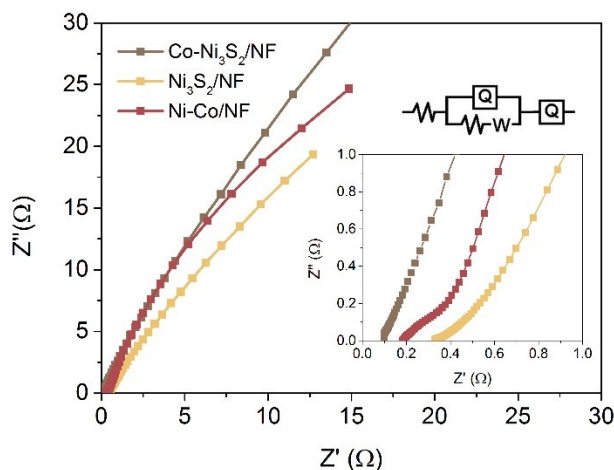 30
25
20
15
10
5
0
Z''(Ω)
Co-Ni₃S₂/NF
Ni₃S₂/NF
Ni-Co/NF
Q
W
Q
1.0
0.8
0.6
0.4
0.2
0.0
Z'' (Ω)
0.0 0.2 0.4 0.6 0.8 1.0
Z' (Ω)
0 5 10 15 20 25 30
Z' (Ω)